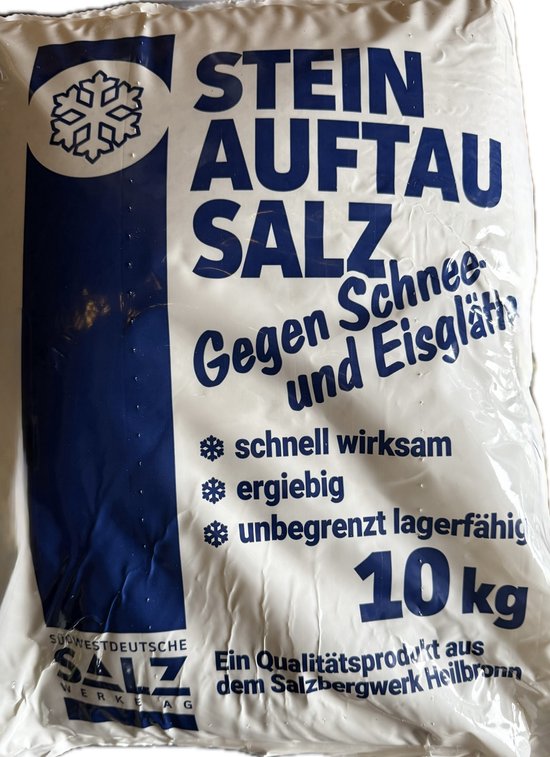 STEIN
AUFTAU
SALZ
Gegen Schnee-
und Eisglätte
schnell wirksam
ergiebig
unbegrenzt lagerfähig
10 kg
SÜDWESTDEUTSCHE
SALZ
WERKE AG
Ein Qualitätsprodukt aus
dem Salzbergwerk Heilbronn